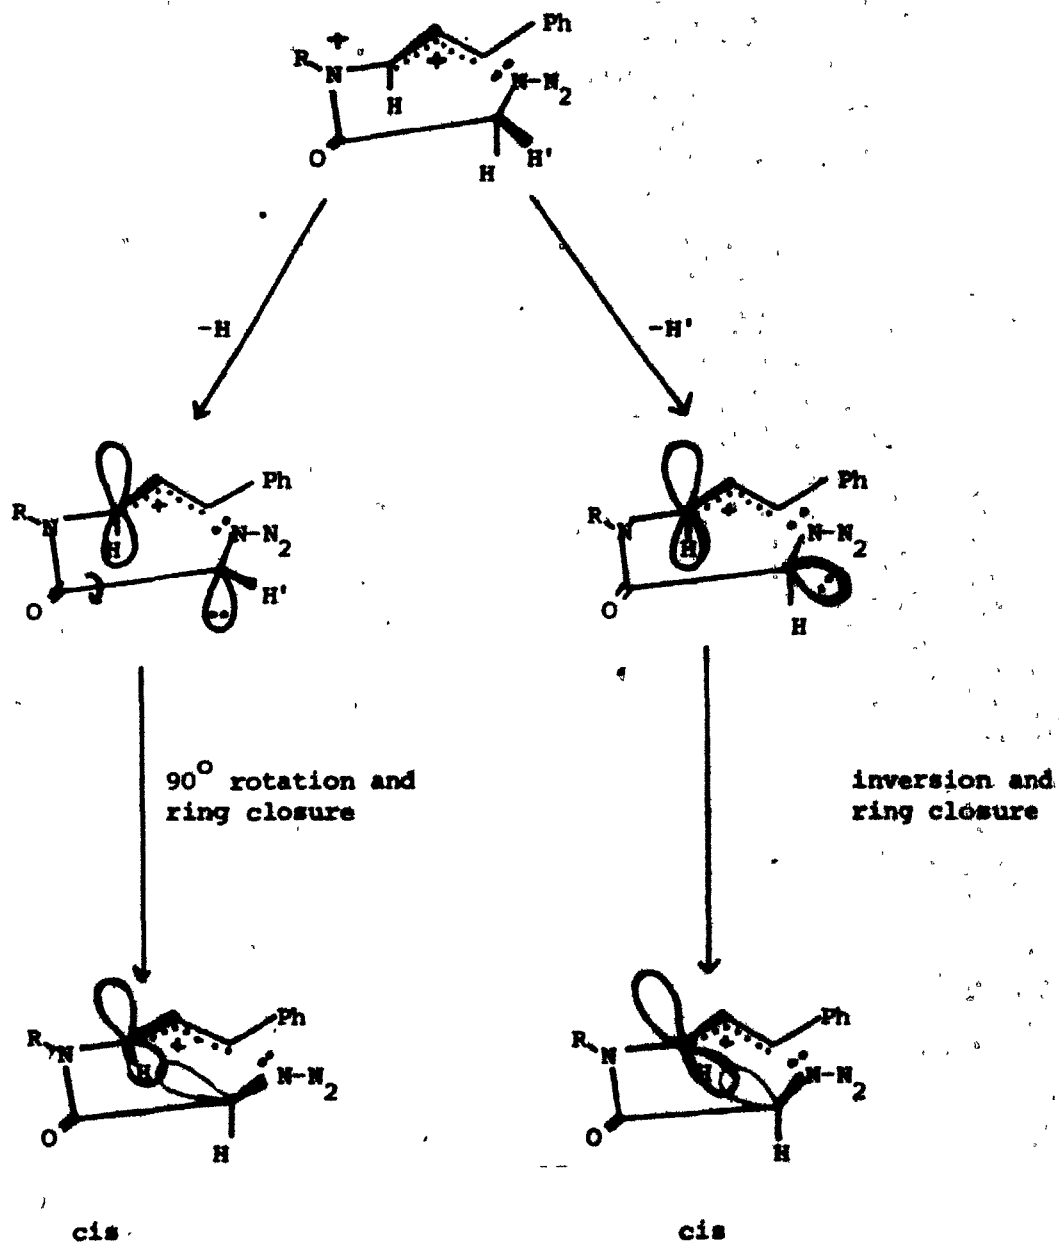 Ph
+
R
N
+
N-N2
H
O
H'
H
-H
-H'
Ph
Ph
R
N
+
N-N2
R
N
+
N-N2
H
H
O
H'
O
H
90° rotation and
ring closure
inversion and
ring closure
R
N
+
Ph
R
N
+
Ph
H
N-N2
H
N-N2
O
H
O
H
cis
cis